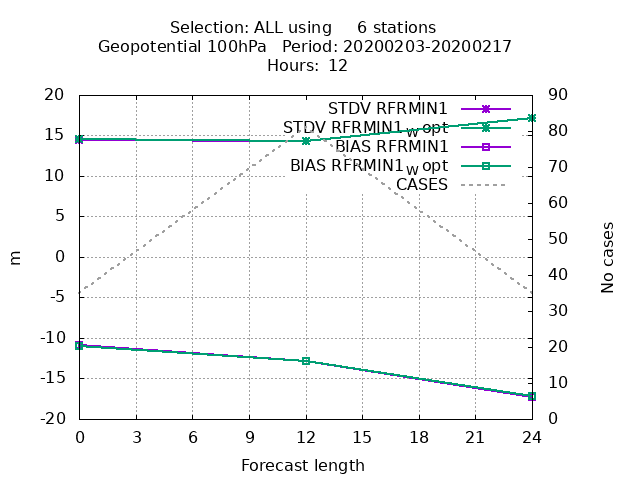 Selection: ALL using     6 stations
Geopotential 100hPa   Period: 20200203-20200217
Hours: 12
STDV RFRMIN1
STDV RFRMIN1_w opt
BIAS RFRMIN1
BIAS RFRMIN1_w opt
CASES
20
15
10
5
0
-5
-10
-15
-20
m
90
80
70
60
50
40
30
20
10
0
No cases
0 3 6 9 12 15 18 21 24
Forecast length